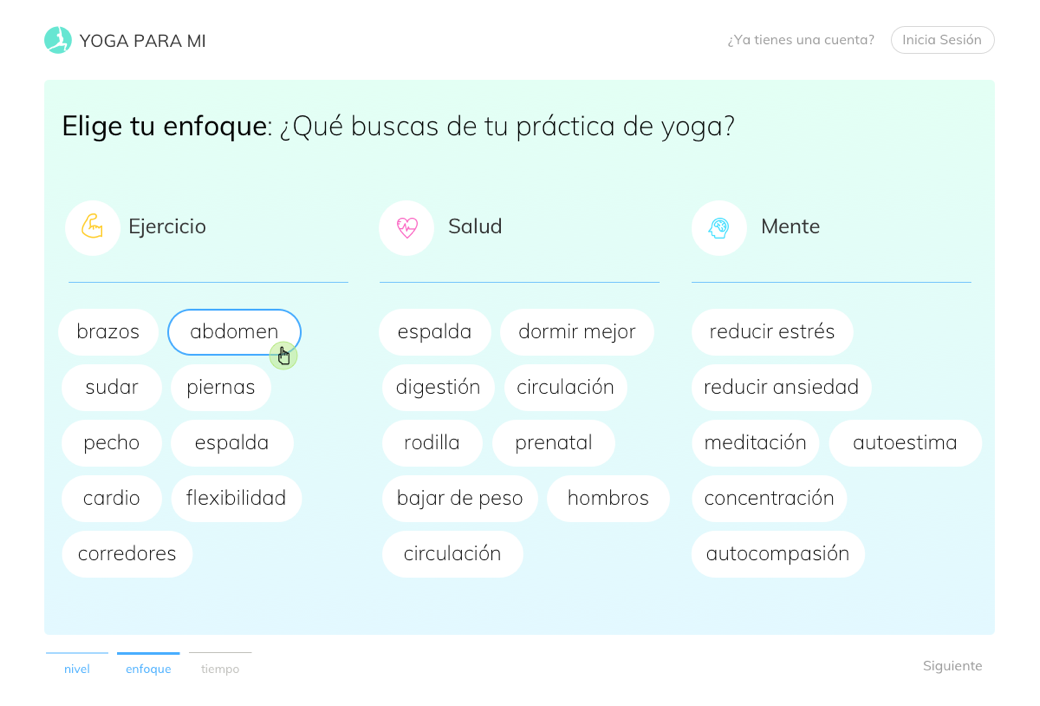 YOGA PARA MI
¿Ya tienes una cuenta?
Inicia Sesión
Elige tu enfoque: ¿Qué buscas de tu práctica de yoga?
Ejercicio
brazos
abdomen
sudar
piernas
pecho
espalda
cardio
flexibilidad
corredores
Salud
espalda
dormir mejor
digestión
circulación
rodilla
prenatal
bajar de peso
hombros
circulación
Mente
reducir estrés
reducir ansiedad
meditación
autoestima
concentración
autocompasión
nivel
enfoque
tiempo
Siguiente